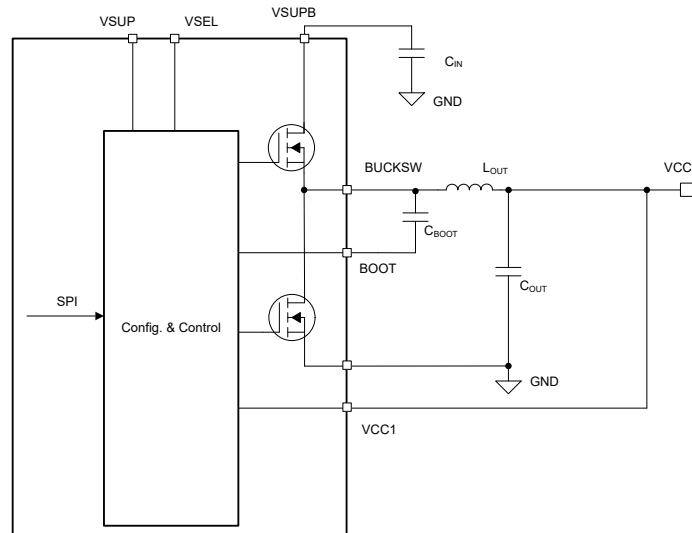 VSUP
VSEL
VSUPB
CIN
GND
BUCKSW
LOUT
VCC
CBOOT
BOOT
COUT
SPI
Config. & Control
GND
VCC1